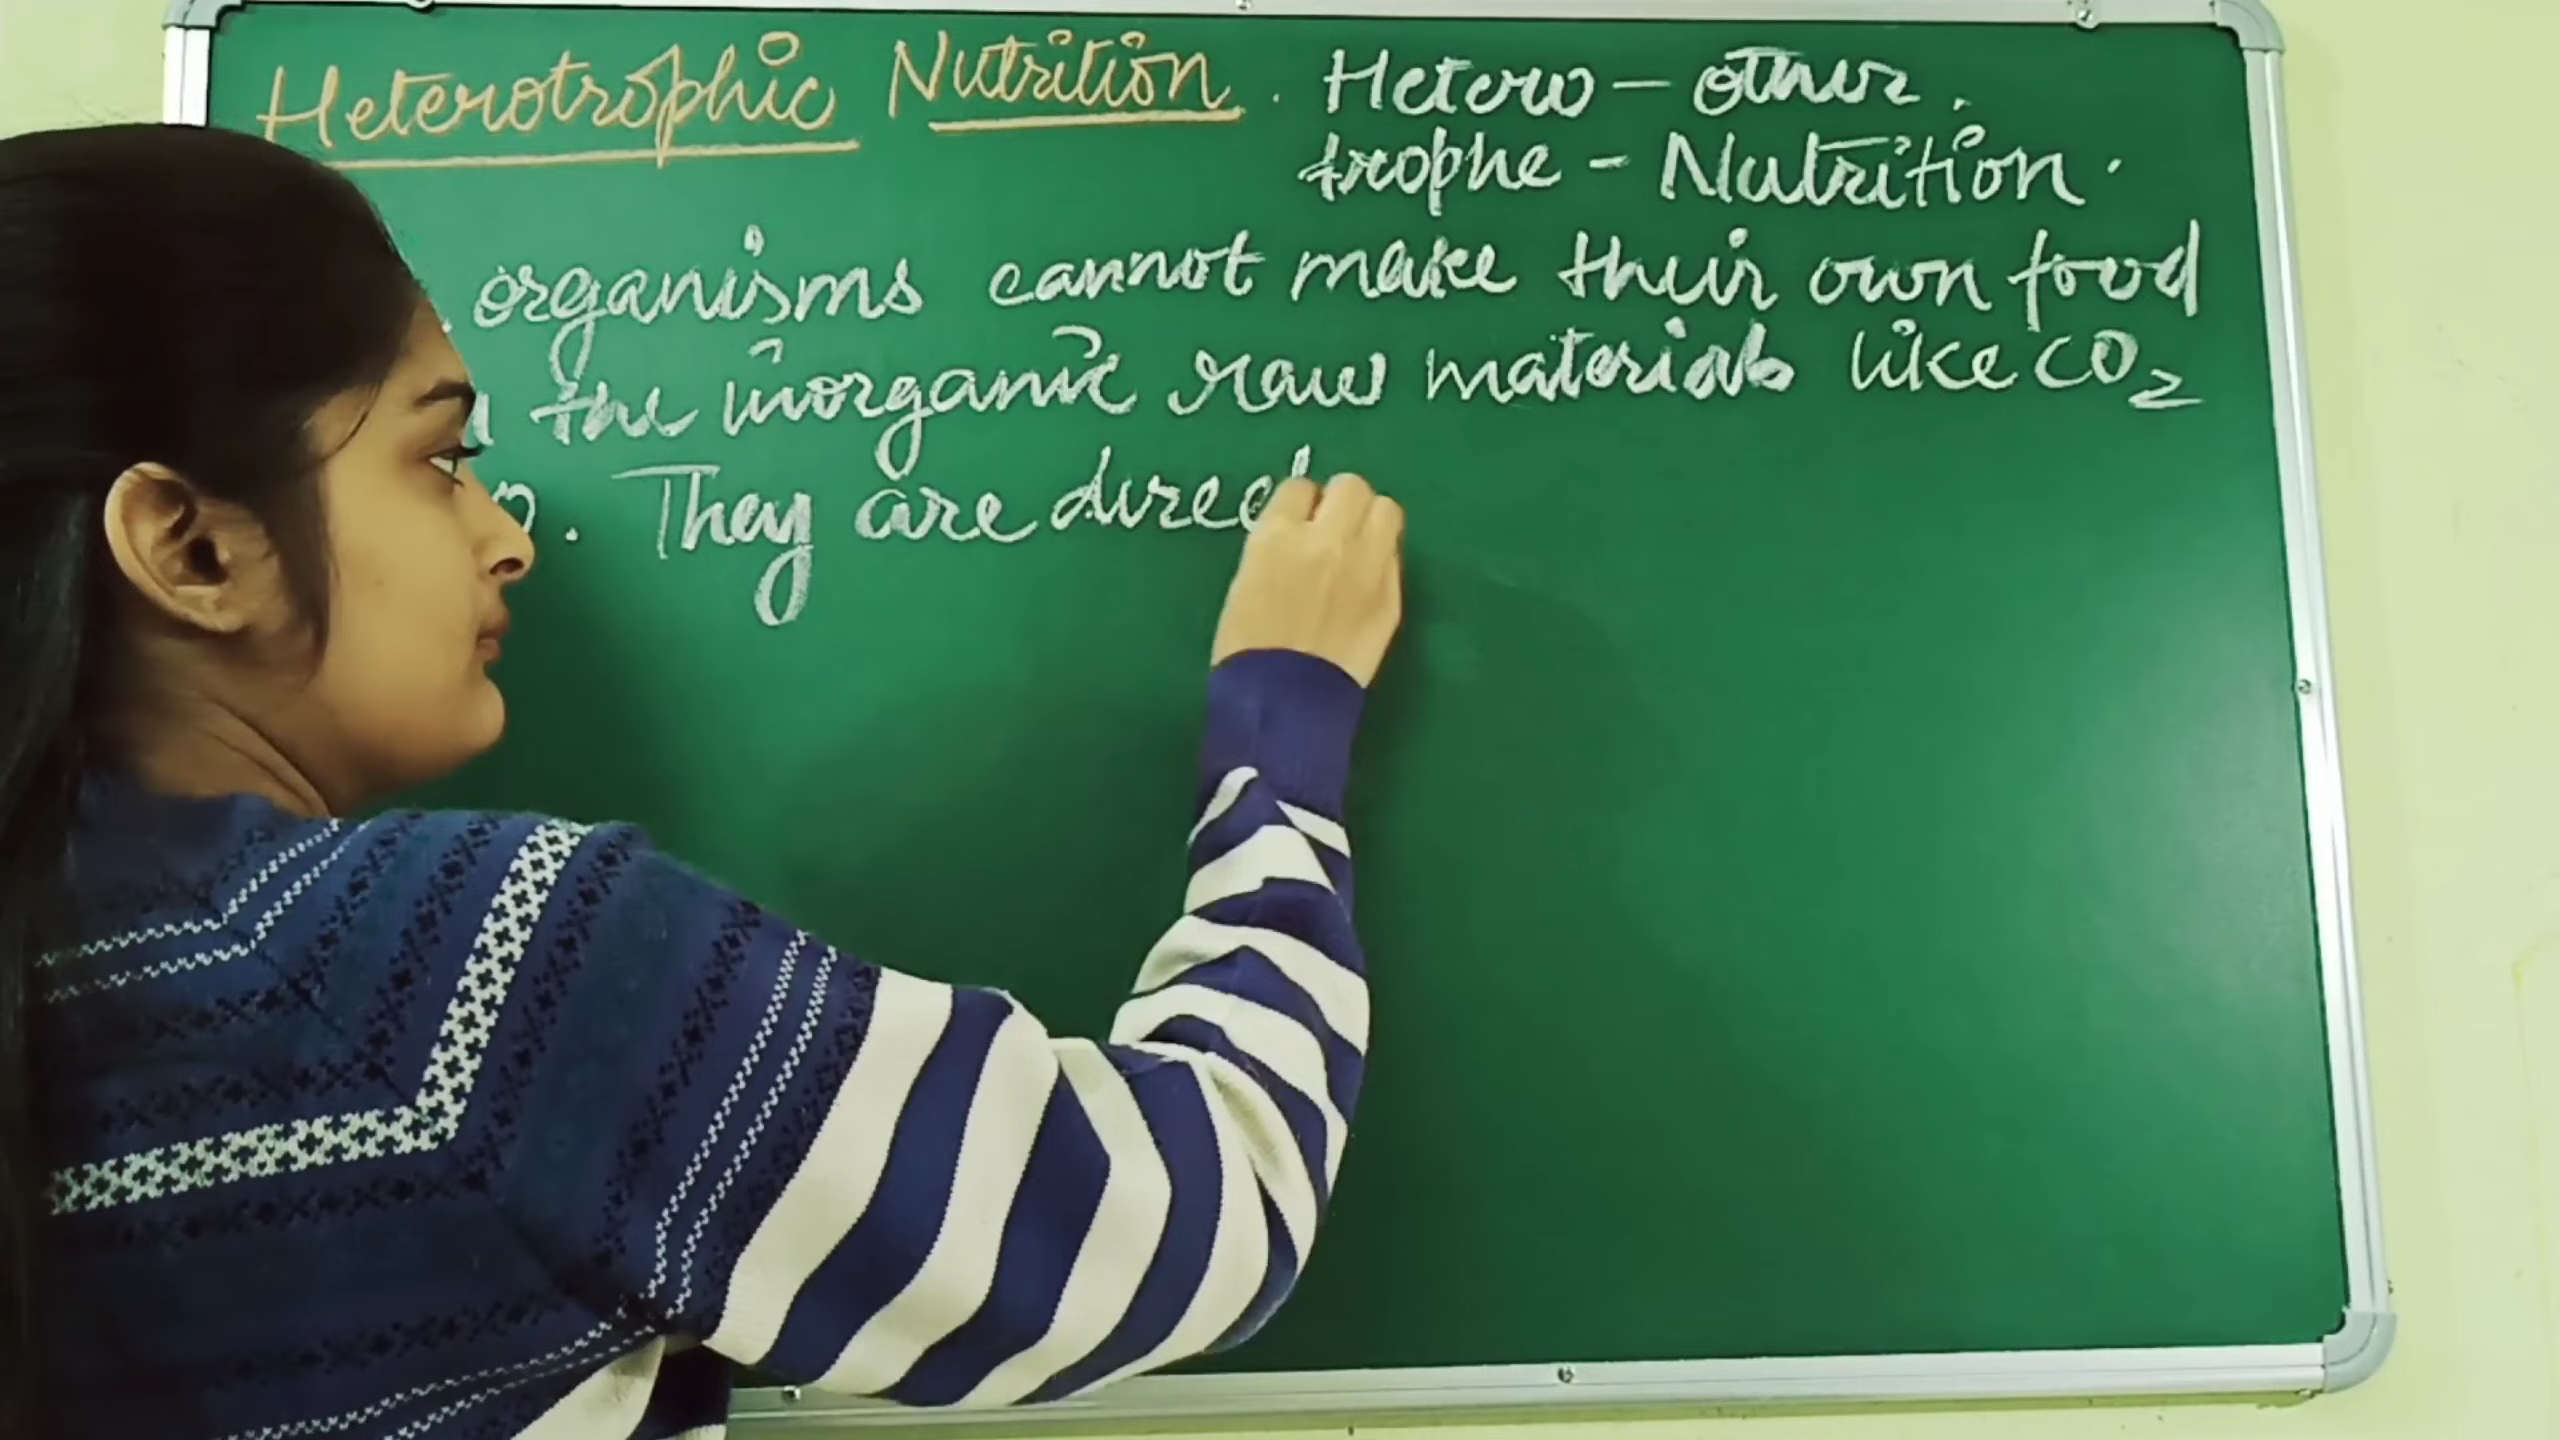 Heterotrophic Nutrition. Hetero - other.
trophe - Nutrition.
organisms cannot make their own food
the inorganic raw materials like CO₂
. They are direct